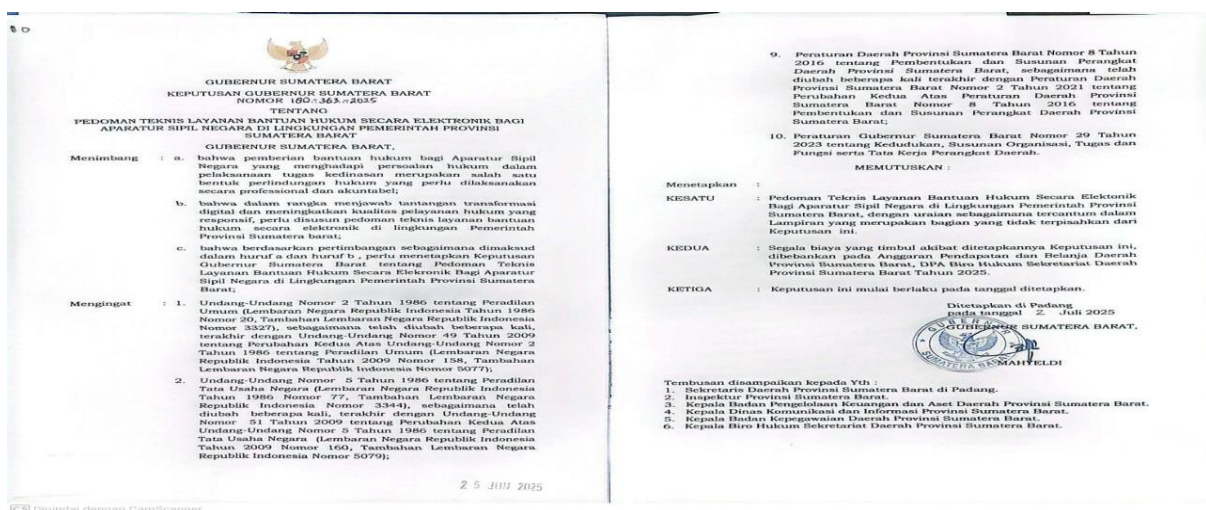 GUBERNUR SUMATERA BARAT
KEPUTUSAN GUBERNUR SUMATERA BARAT
NOMOR 180-363-2025
TENTANG
PEDOMAN TEKNIS LAYANAN BANTUAN HUKUM SECARA ELEKTRONIK BAGI
APARATUR SIPIL NEGARA DI LINGKUNGAN PEMERINTAH PROVINSI
SUMATERA BARAT
GUBERNUR SUMATERA BARAT,
Menimbang : a. bahwa pemberian bantuan hukum bagi Aparatur Sipil
Negara yang menghadapi persoalan hukum dalam
pelaksanaan tugas kedinasan merupakan salah satu
bentuk perlindungan hukum yang perlu dilaksanakan
secara professional dan akuntabel;
b. bahwa dalam rangka menjawab tantangan transformasi
digital dan meningkatkan kualitas pelayanan hukum yang
responsif, perlu disusun pedoman teknis layanan bantuan
hukum secara elektronik di lingkungan Pemerintah
Provinsi Sumatera barat;
c. bahwa berdasarkan pertimbangan sebagaimana dimaksud
dalam huruf a dan huruf b , perlu menetapkan Keputusan
Gubernur Sumatera Barat tentang Pedoman Teknis
Layanan Bantuan Hukum Secara Elekronik Bagi Aparatur
Sipil Negara di Lingkungan Pemerintah Provinsi Sumatera
Barat;
Mengingat : 1. Undang-Undang Nomor 2 Tahun 1986 tentang Peradilan
Umum (Lembaran Negara Republik Indonesia Tahun 1986
Nomor 20, Tambahan Lembaran Negara Republik Indonesia
Nomor 3327), sebagaimana telah diubah beberapa kali,
terakhir dengan Undang-Undang Nomor 49 Tahun 2009
tentang Perubahan Kedua Atas Undang-Undang Nomor 2
Tahun 1986 tentang Peradilan Umum (Lembaran Negara
Republik Indonesia Tahun 2009 Nomor 158, Tambahan
Lembaran Negara Republik Indonesia Nomor 5077);
2. Undang-Undang Nomor 5 Tahun 1986 tentang Peradilan
Tata Usaha Negara (Lembaran Negara Republik Indonesia
Tahun 1986 Nomor 77, Tambahan Lembaran Negara
Republik Indonesia Nomor 3344), sebagaimana telah
diubah beberapa kali, terakhir dengan Undang-Undang
Nomor 51 Tahun 2009 tentang Perubahan Kedua Atas
Undang-Undang Nomor 5 Tahun 1986 tentang Peradilan
Tata Usaha Negara (Lembaran Negara Republik Indonesia
Tahun 2009 Nomor 160, Tambahan Lembaran Negara
Republik Indonesia Nomor 5079);
25 JUN 2025
CS Dipindai dengan CamScanner
9. Peraturan Daerah Provinsi Sumatera Barat Nomor 8 Tahun
2016 tentang Pembentukan dan Susunan Perangkat
Daerah Provinsi Sumatera Barat, sebagaimana telah
diubah beberapa kali terakhir dengan Peraturan Daerah
Provinsi Sumatera Barat Nomor 2 Tahun 2021 tentang
Perubahan Kedua Atas Peraturan Daerah Provinsi
Sumatera Barat Nomor 8 Tahun 2016 tentang
Pembentukan dan Susunan Perangkat Daerah Provinsi
Sumatera Barat;
10. Peraturan Gubernur Sumatera Barat Nomor 29 Tahun
2023 tentang Kedudukan, Susunan Organisasi, Tugas dan
Fungsi serta Tata Kerja Perangkat Daerah.
MEMUTUSKAN :
Menetapkan :
KESATU : Pedoman Teknis Layanan Bantuan Hukum Secara Elektonik
Bagi Aparatur Sipil Negara di Lingkungan Pemerintah Provinsi
Sumatera Barat, dengan uraian sebagaimana tercantum dalam
Lampiran yang merupakan bagian yang tidak terpisahkan dari
Keputusan ini.
KEDUA : Segala biaya yang timbul akibat ditetapkannya Keputusan ini,
dibebankan pada Anggaran Pendapatan dan Belanja Daerah
Provinsi Sumatera Barat, DPA Biro Hukum Sekretariat Daerah
Provinsi Sumatera Barat Tahun 2025.
KETIGA : Keputusan ini mulai berlaku pada tanggal ditetapkan.
Ditetapkan di Padang
pada tanggal 2 Juli 2025
GUBERNUR SUMATERA BARAT,
GUBERNUR
SUMATERA BARAT
MAHYELDI
Tembusan disampaikan kepada Yth :
1. Sekretaris Daerah Provinsi Sumatera Barat di Padang.
2. Inspektur Provinsi Sumatera Barat.
3. Kepala Badan Pengelolaan Keuangan dan Aset Daerah Provinsi Sumatera Barat.
4. Kepala Dinas Komunikasi dan Informasi Provinsi Sumatera Barat.
5. Kepala Badan Kepegawaian Daerah Provinsi Sumatera Barat.
6. Kepala Biro Hukum Sekretariat Daerah Provinsi Sumatera Barat.